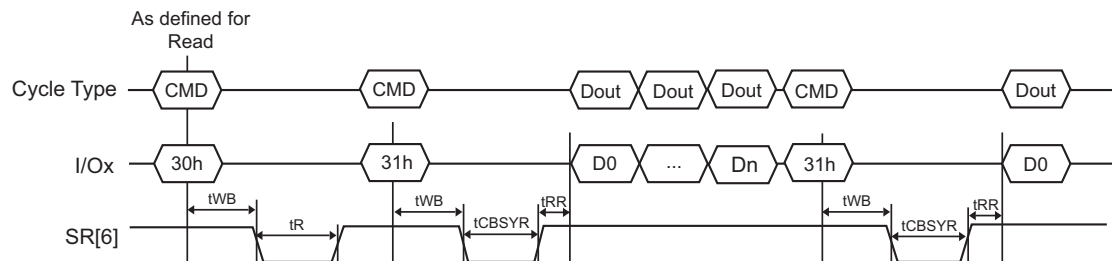 As defined for
Read
Cycle Type CMD CMD Dout Dout Dout CMD Dout
I/Ox 30h 31h D0 ... Dn 31h D0
tWB tR tWB tCBSYR tRR tWB tCBSYR tRR
SR[6]